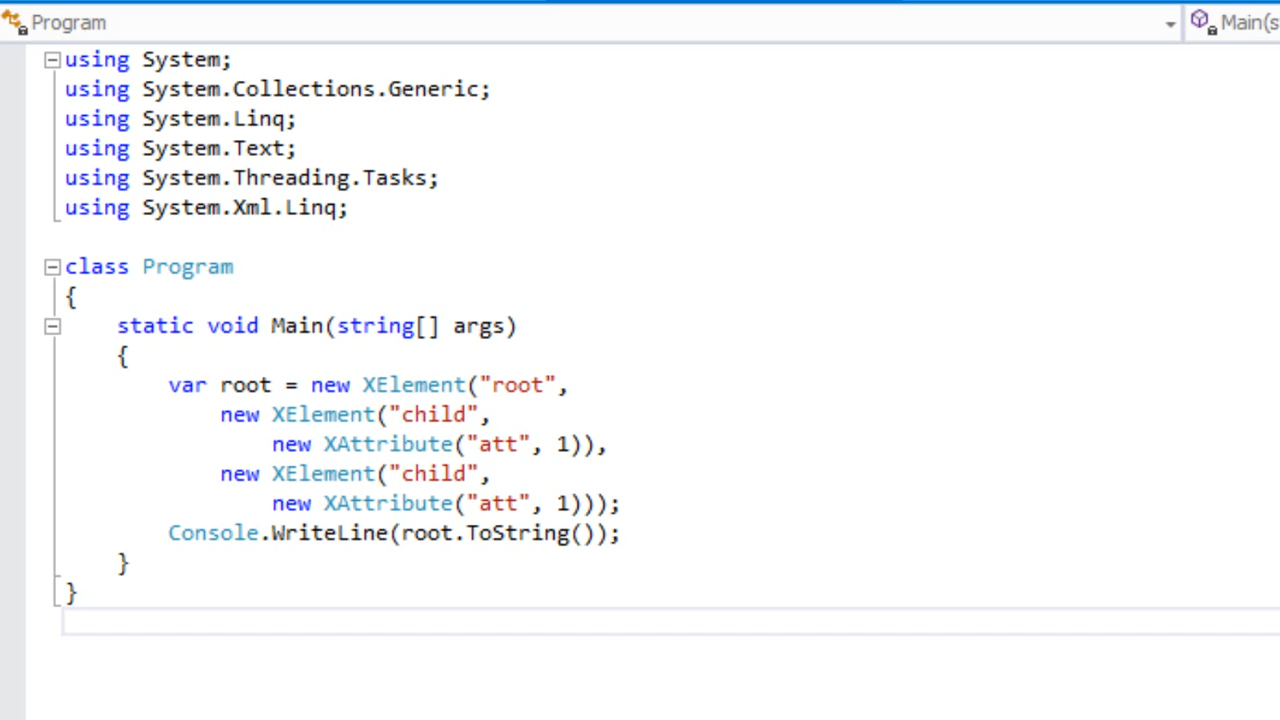 Program Main(s
using System;
using System.Collections.Generic;
using System.Linq;
using System.Text;
using System.Threading.Tasks;
using System.Xml.Linq;
class Program
{
static void Main(string[] args)
{
var root = new XElement("root",
new XElement("child",
new XAttribute("att", 1)),
new XElement("child",
new XAttribute("att", 1)));
Console.WriteLine(root.ToString());
}
}